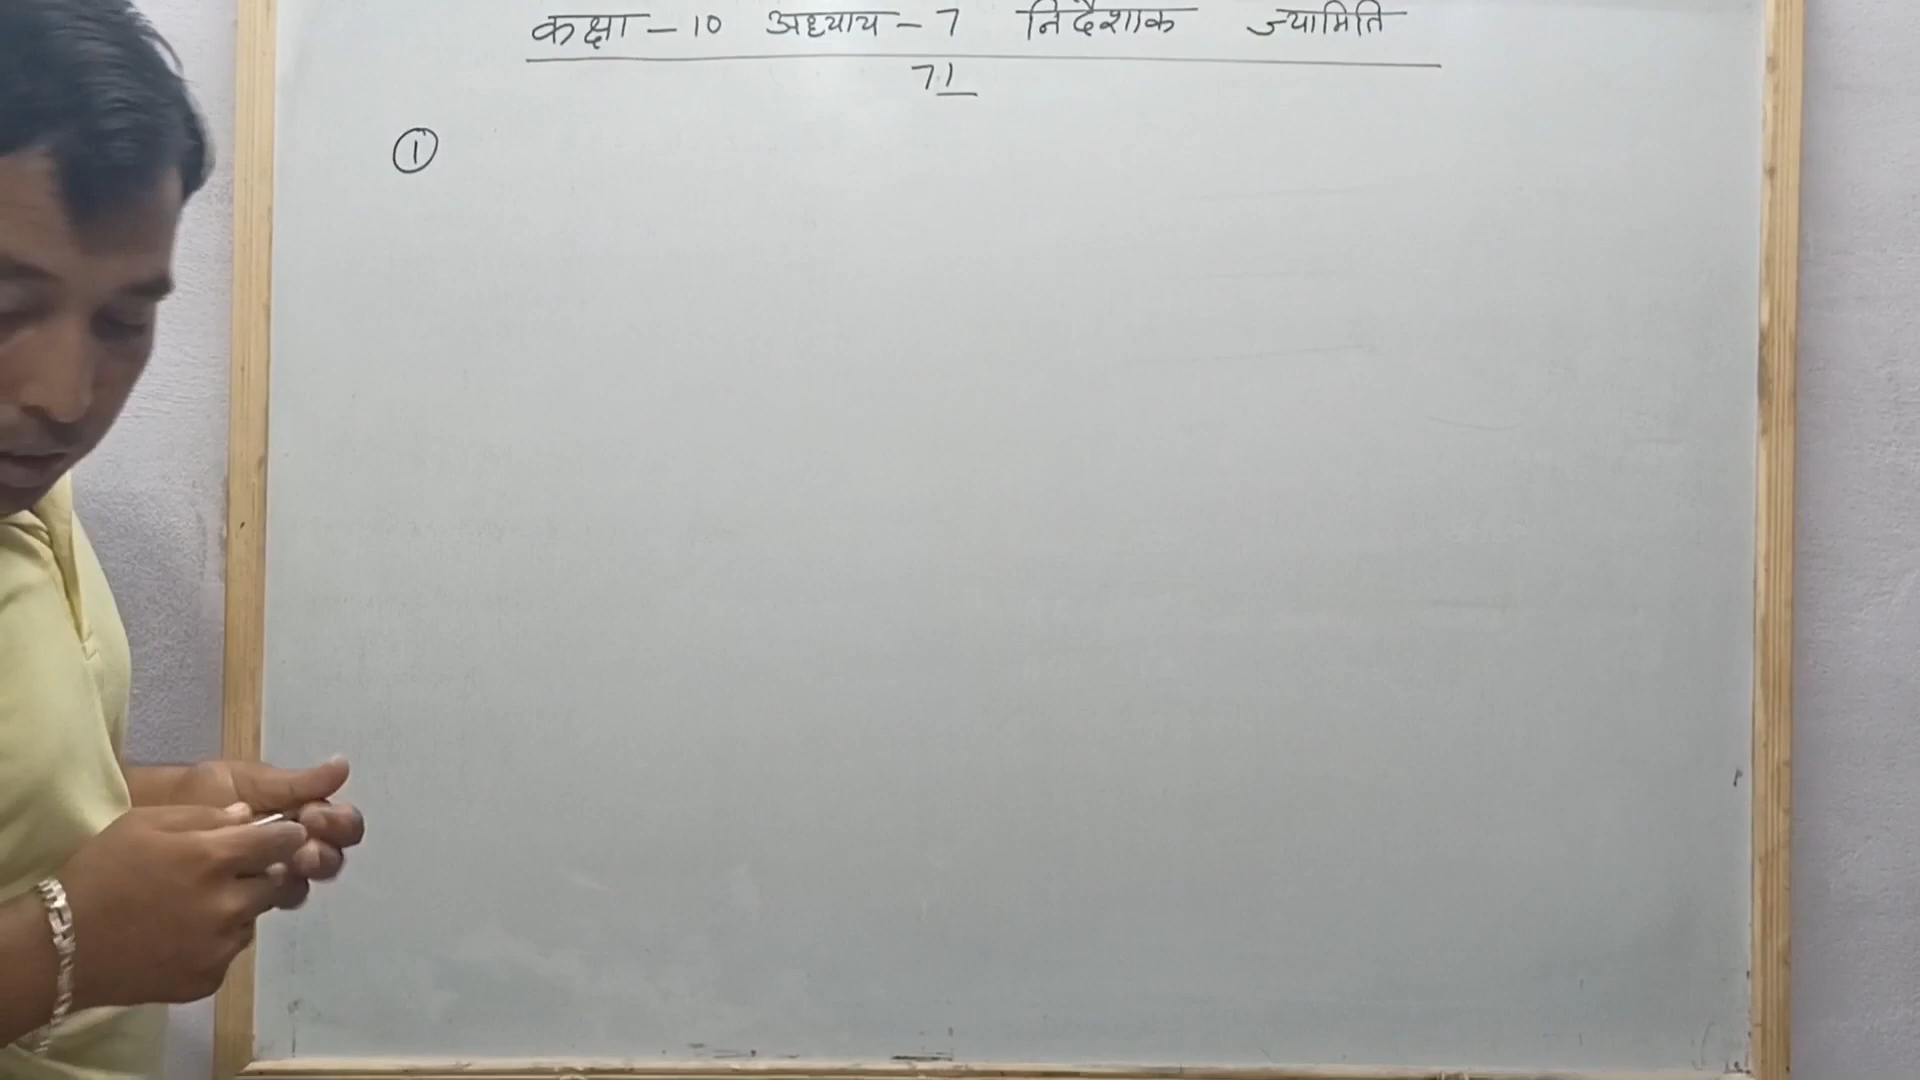 कक्षा – 10 अध्याय – 7 निर्देशाक ज्यामिति
7.1
①